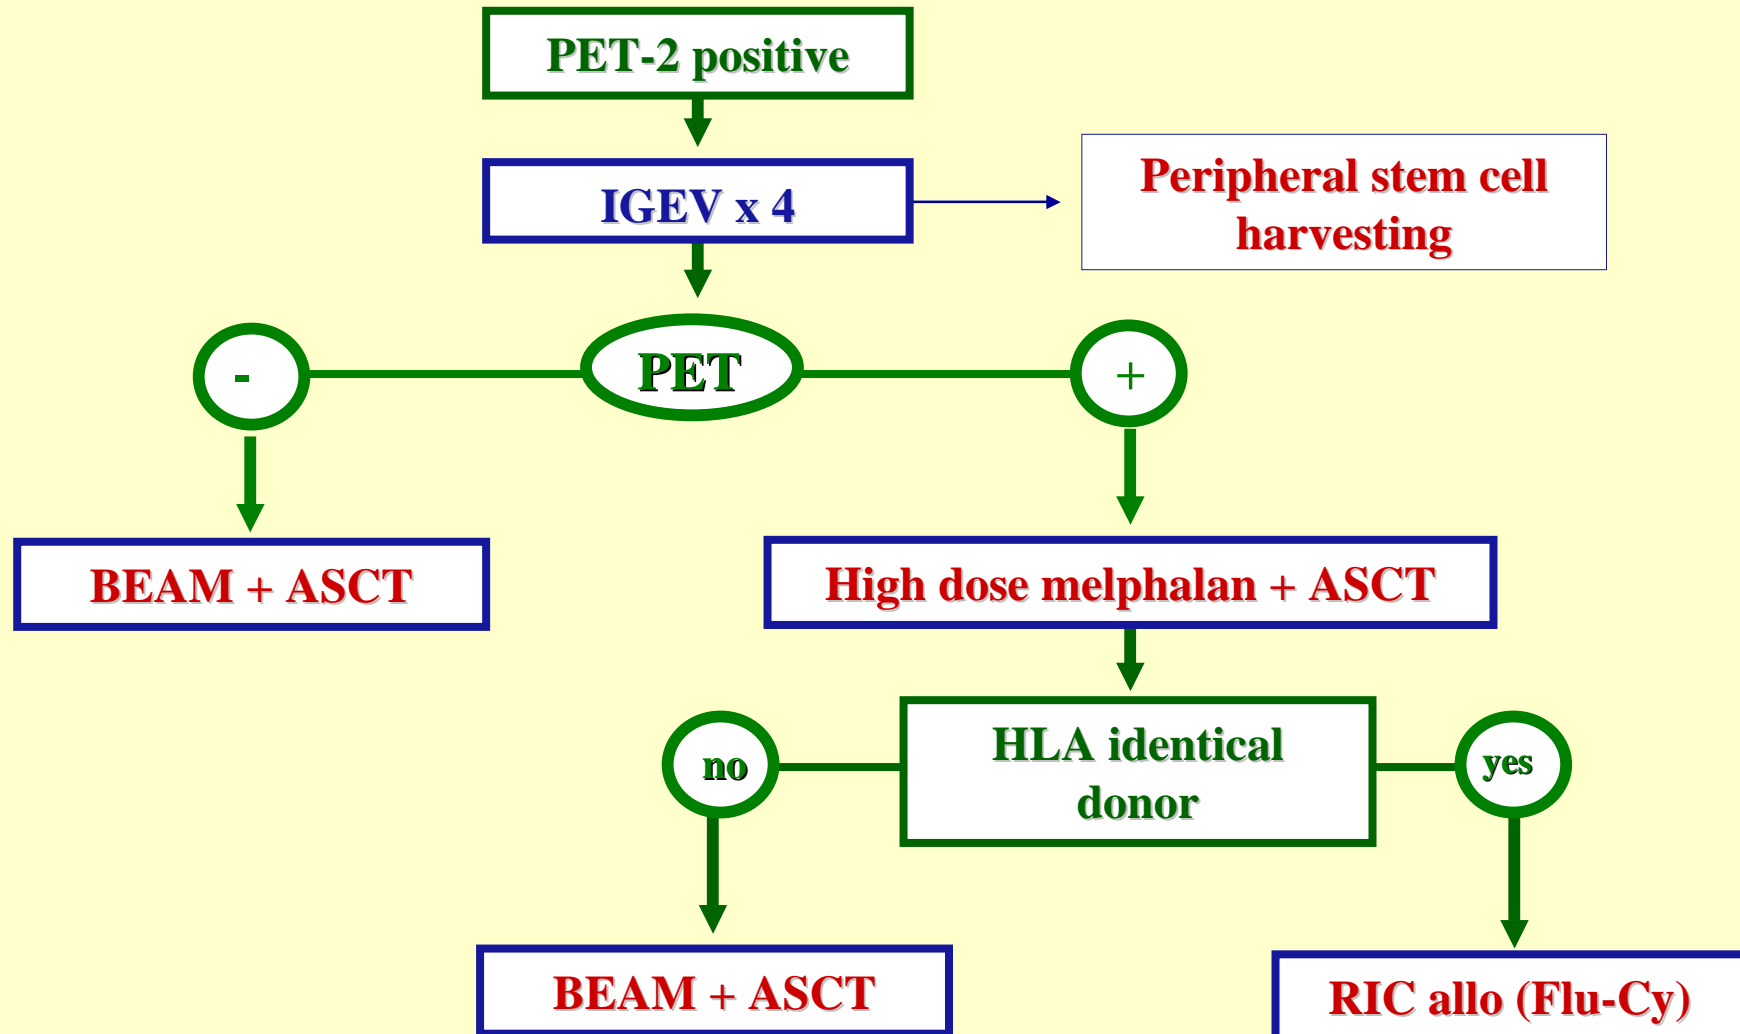 PET-2 positive
IGEV x 4
Peripheral stem cell
harvesting
-
PET
+
BEAM + ASCT
High dose melphalan + ASCT
no
HLA identical
donor
yes
BEAM + ASCT
RIC allo (Flu-Cy)